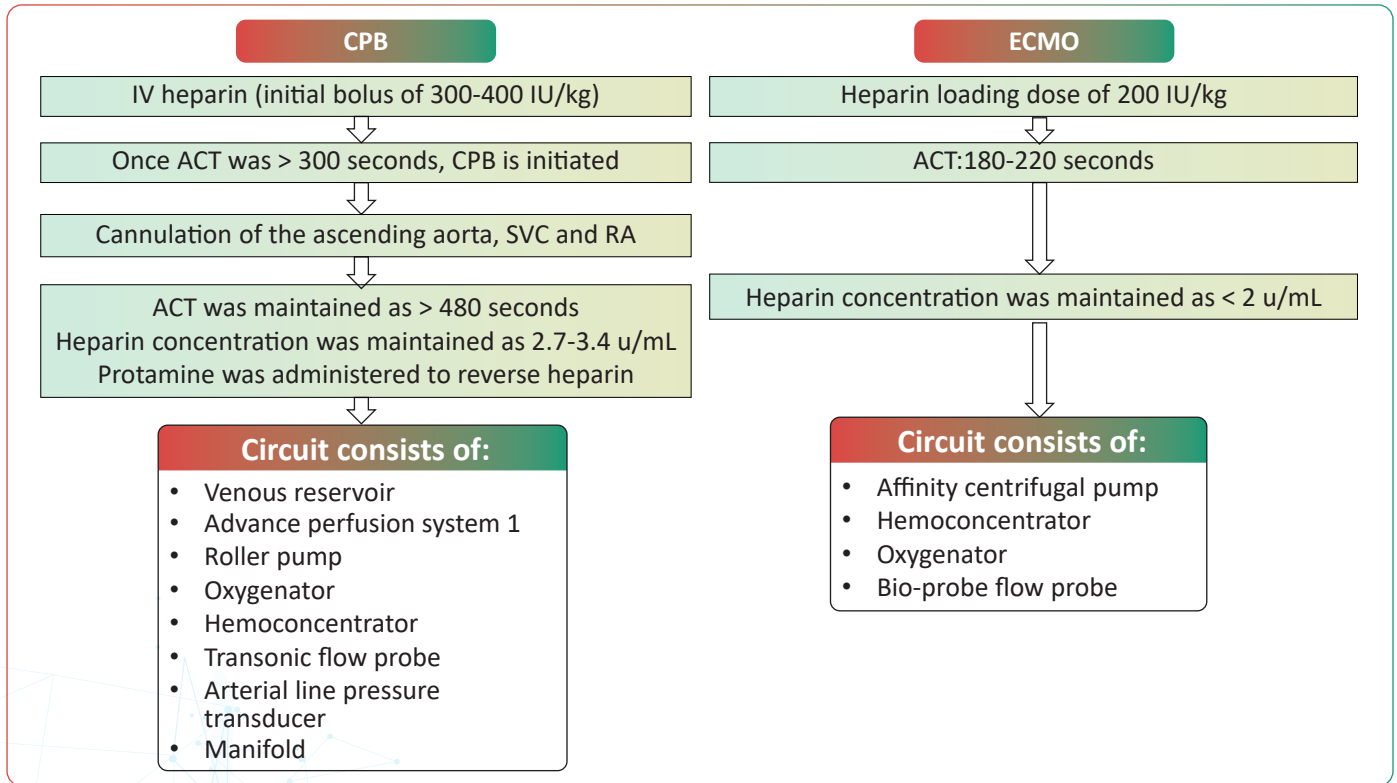 CPB
IV heparin (initial bolus of 300-400 IU/kg)
Once ACT was > 300 seconds, CPB is initiated
Cannulation of the ascending aorta, SVC and RA
ACT was maintained as > 480 seconds
Heparin concentration was maintained as 2.7-3.4 u/mL
Protamine was administered to reverse heparin
Circuit consists of:
• Venous reservoir
• Advance perfusion system 1
• Roller pump
• Oxygenator
• Hemoconcentrator
• Transonic flow probe
• Arterial line pressure
transducer
• Manifold
ECMO
Heparin loading dose of 200 IU/kg
ACT:180-220 seconds
Heparin concentration was maintained as < 2 u/mL
Circuit consists of:
• Affinity centrifugal pump
• Hemoconcentrator
• Oxygenator
• Bio-probe flow probe